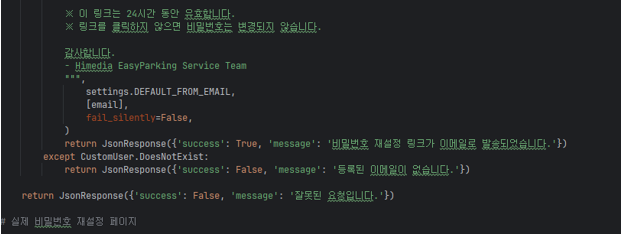 ※ 이 링크는 24시간 동안 유효합니다.
※ 링크를 클릭하지 않으면 비밀번호는 변경되지 않습니다.
감사합니다.
- Himedia EasyParking Service Team
""",
settings.DEFAULT_FROM_EMAIL,
[email],
fail_silently=False,
)
return JsonResponse({'success': True, 'message': '비밀번호 재설정 링크가 이메일로 발송되었습니다.'})
except CustomUser.DoesNotExist:
return JsonResponse({'success': False, 'message': '등록된 이메일이 없습니다.'})
return JsonResponse({'success': False, 'message': '잘못된 요청입니다.'})
# 실제 비밀번호 재설정 페이지